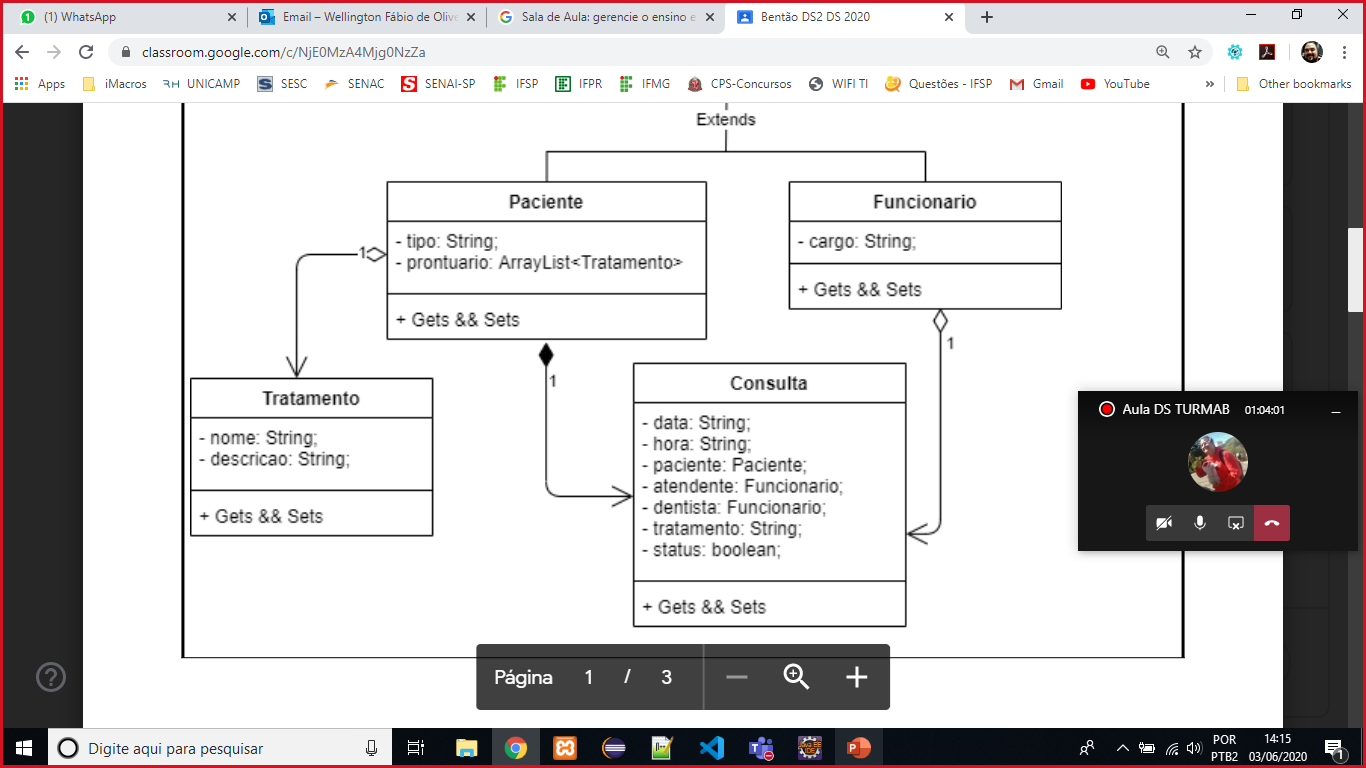 (1) WhatsApp
Email – Wellington Fábio de Olive
Sala de Aula: gerencie o ensino e
Bentão DS2 DS 2020
classroom.google.com/c/NjE0MzA4Mjg0NzZa
Apps
iMacros
UNICAMP
SESC
SENAC
SENAI-SP
IFSP
IFPR
IFMG
CPS-Concursos
WIFI TI
Questões - IFSP
Gmail
YouTube
»
Other bookmarks
Extends
Paciente
- tipo: String;
- prontuario: ArrayList<Tratamento>
+ Gets && Sets
Funcionario
- cargo: String;
+ Gets && Sets
1
1
1
Tratamento
- nome: String;
- descricao: String;
+ Gets && Sets
Consulta
- data: String;
- hora: String;
- paciente: Paciente;
- atendente: Funcionario;
- dentista: Funcionario;
- tratamento: String;
- status: boolean;
+ Gets && Sets
Aula DS TURMAB 01:04:01
Página 1 / 3
Digite aqui para pesquisar
POR
PTB2
14:15
03/06/2020
1